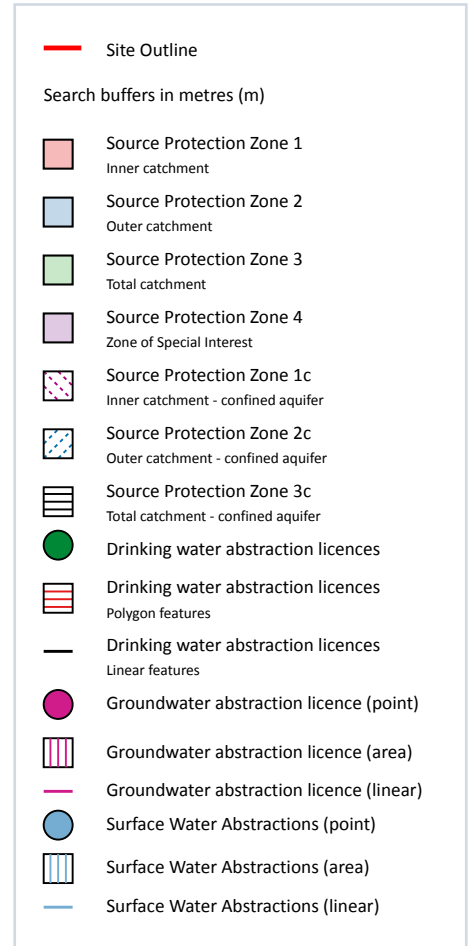 Site Outline
Search buffers in metres (m)
Source Protection Zone 1
Inner catchment
Source Protection Zone 2
Outer catchment
Source Protection Zone 3
Total catchment
Source Protection Zone 4
Zone of Special Interest
Source Protection Zone 1c
Inner catchment - confined aquifer
Source Protection Zone 2c
Outer catchment - confined aquifer
Source Protection Zone 3c
Total catchment - confined aquifer
Drinking water abstraction licences
Drinking water abstraction licences
Polygon features
Drinking water abstraction licences
Linear features
Groundwater abstraction licence (point)
Groundwater abstraction licence (area)
Groundwater abstraction licence (linear)
Surface Water Abstractions (point)
Surface Water Abstractions (area)
Surface Water Abstractions (linear)